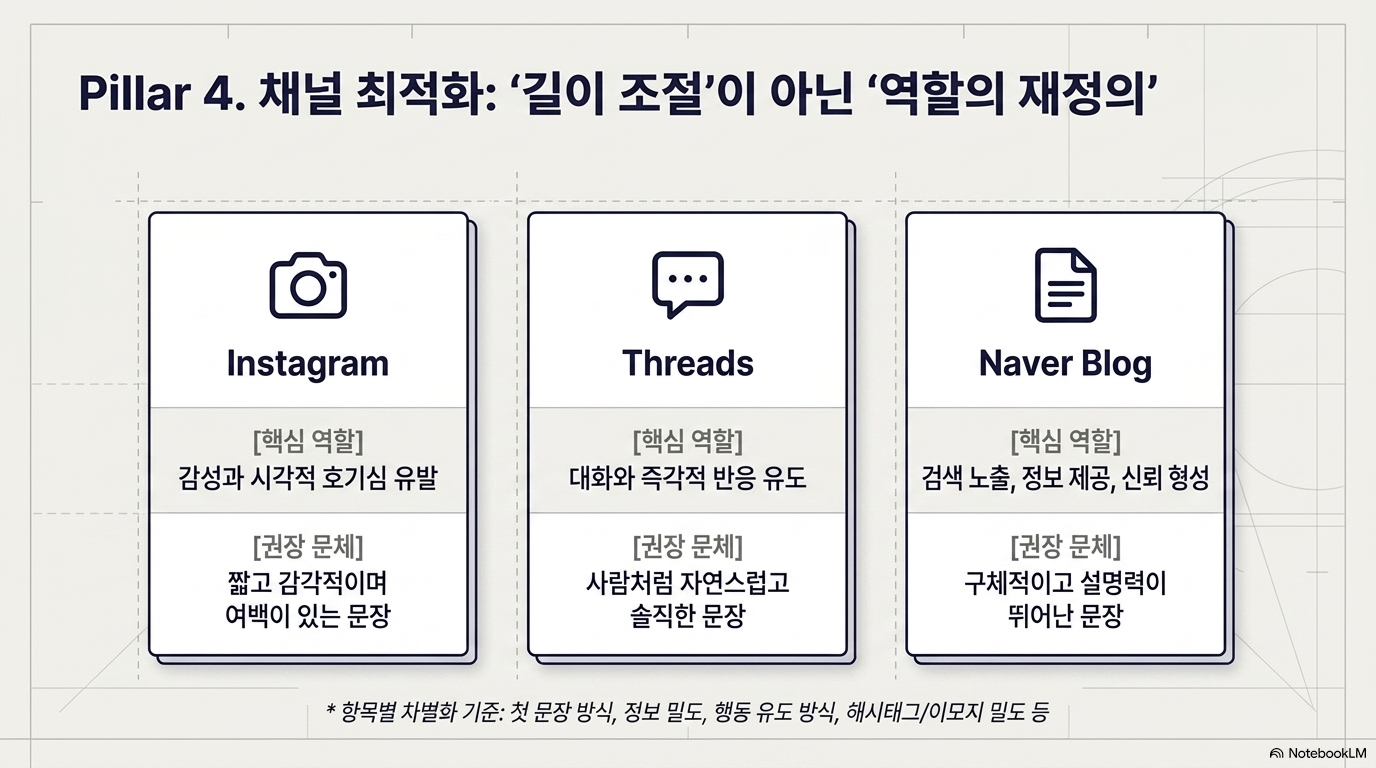 Pillar 4. 채널 최적화: ‘길이 조절’이 아닌 ‘역할의 재정의’
Instagram
[핵심 역할]
감성과 시각적 호기심 유발
[권장 문체]
짧고 감각적이며
여백이 있는 문장
Threads
[핵심 역할]
대화와 즉각적 반응 유도
[권장 문체]
사람처럼 자연스럽고
솔직한 문장
Naver Blog
[핵심 역할]
검색 노출, 정보 제공, 신뢰 형성
[권장 문체]
구체적이고 설명력이
뛰어난 문장
* 항목별 차별화 기준: 첫 문장 방식, 정보 밀도, 행동 유도 방식, 해시태그/이모지 밀도 등
NotebookLM